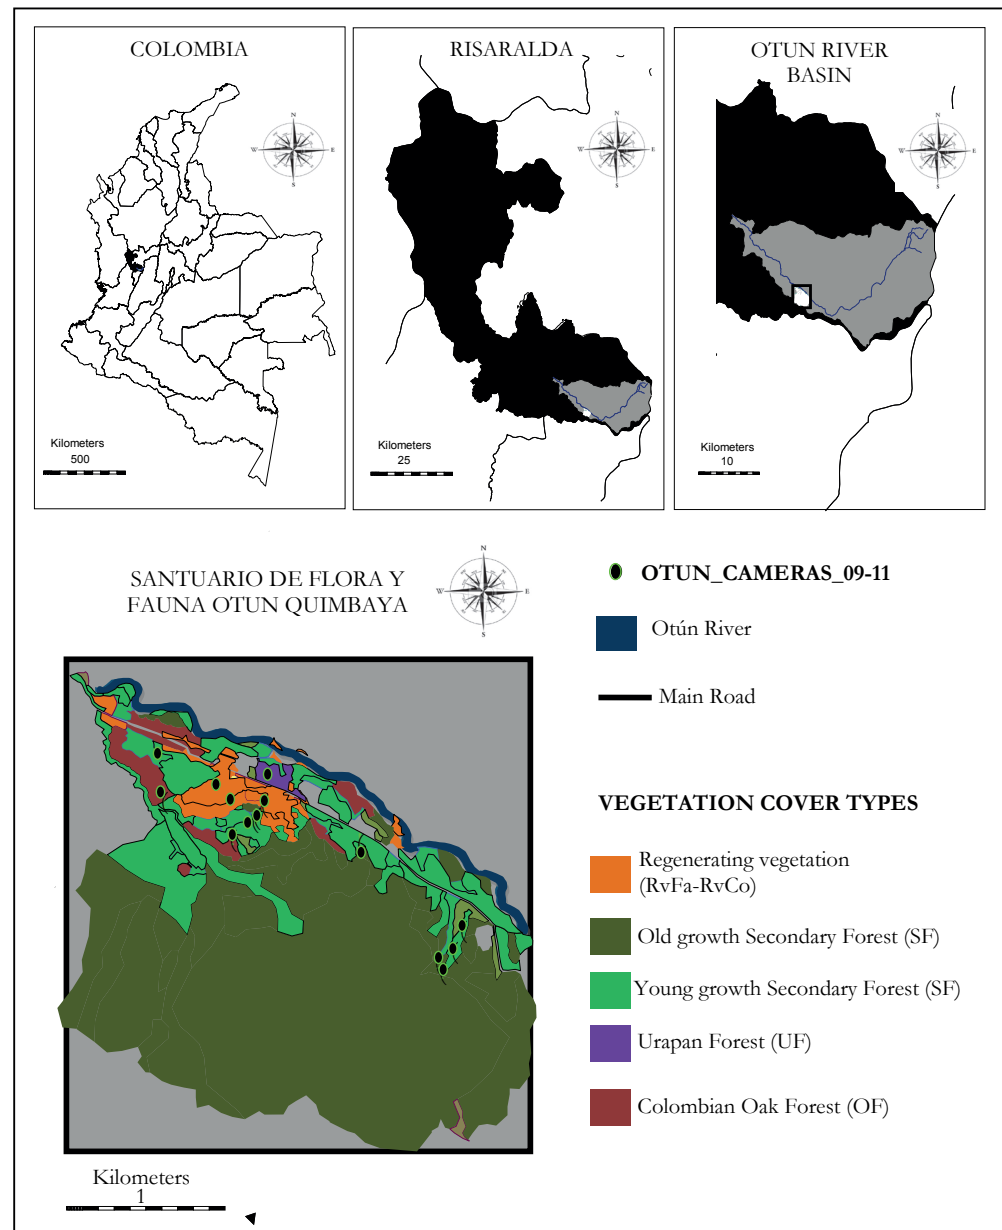 COLOMBIA
N
W
E
S
Kilometers
500
RISARALDA
N
W
E
S
Kilometers
25
OTUN RIVER
BASIN
N
W
E
S
Kilometers
10
SANTUARIO DE FLORA Y
FAUNA OTUN QUIMBAYA
N
W
E
S
OTUN_CAMERAS_09-11
Otún River
Main Road
VEGETATION COVER TYPES
Regenerating vegetation
(RvFa-RvCo)
Old growth Secondary Forest (SF)
Young growth Secondary Forest (SF)
Urapan Forest (UF)
Colombian Oak Forest (OF)
Kilometers
1